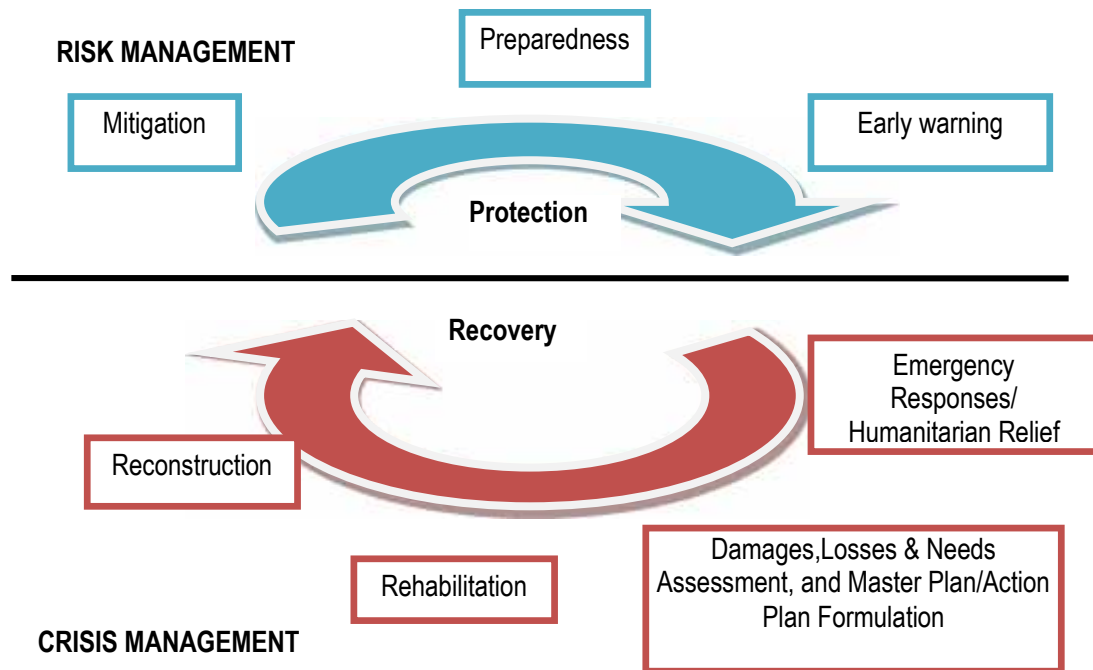 RISK MANAGEMENT
Preparedness
Mitigation
Early warning
Protection
Recovery
Emergency
Responses/
Humanitarian Relief
Reconstruction
Rehabilitation
Damages,Losses & Needs
Assessment, and Master Plan/Action
Plan Formulation
CRISIS MANAGEMENT